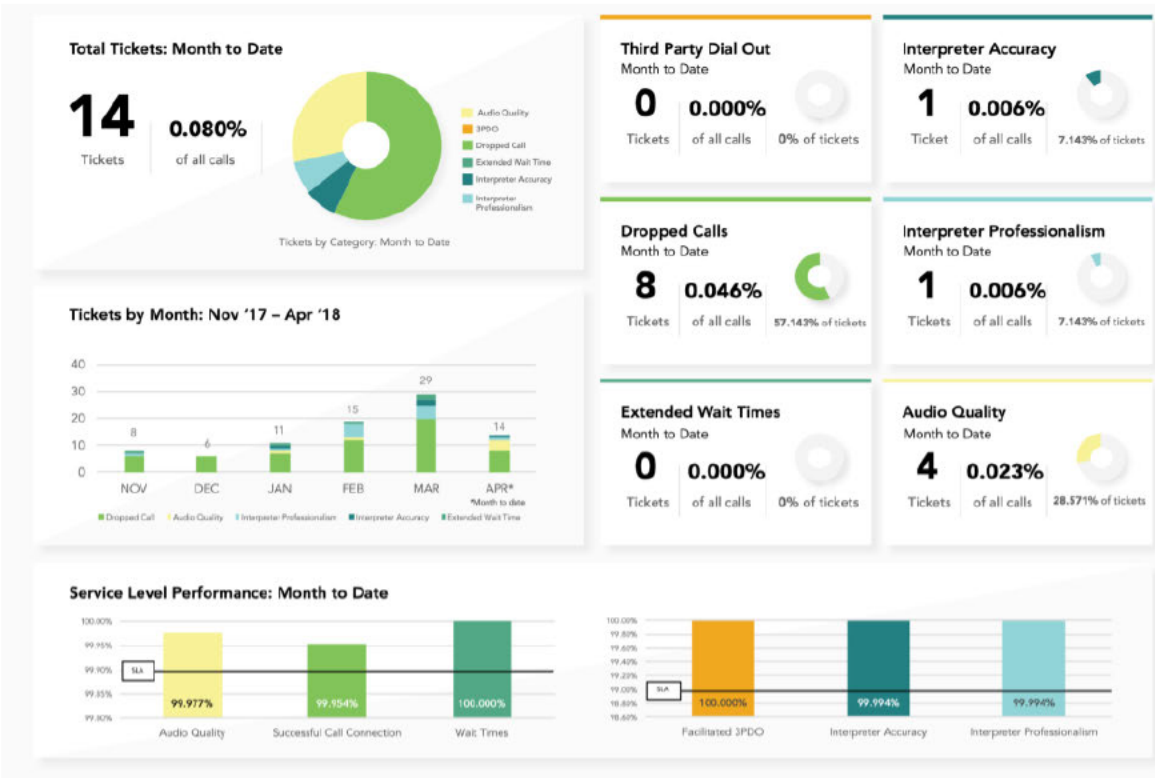 Total Tickets: Month to Date
14
Tickets
0.080%
of all calls
Audio Quality
3PDO
Dropped Call
Extended Wait Time
Interpreter Accuracy
Interpreter
Professionalism
Tickets by Category: Month to Date
Third Party Dial Out
Month to Date
0
Tickets
0.000%
of all calls
0% of tickets
Interpreter Accuracy
Month to Date
1
Ticket
0.006%
of all calls
7.143% of tickets
Dropped Calls
Month to Date
8
Tickets
0.046%
of all calls
57.143% of tickets
Interpreter Professionalism
Month to Date
1
Tickets
0.006%
of all calls
7.143% of tickets
Tickets by Month: Nov '17 – Apr '18
40
30
20
10
0
8
6
11
15
29
14
NOV
DEC
JAN
FEB
MAR
APR*
*Month to date
Dropped Call
Audio Quality
Interpreter Professionalism
Interpreter Accuracy
Extended Wait Time
Extended Wait Times
Month to Date
0
Tickets
0.000%
of all calls
0% of tickets
Audio Quality
Month to Date
4
Tickets
0.023%
of all calls
28.571% of tickets
Service Level Performance: Month to Date
100.00%
99.95%
99.90%
99.85%
99.80%
SLA
99.977%
99.954%
100.000%
Audio Quality
Successful Call Connection
Wait Times
100.00%
99.80%
99.60%
99.40%
99.20%
99.00%
SLA
100.000%
99.994%
99.994%
Facilitated 3PDO
Interpreter Accuracy
Interpreter Professionalism